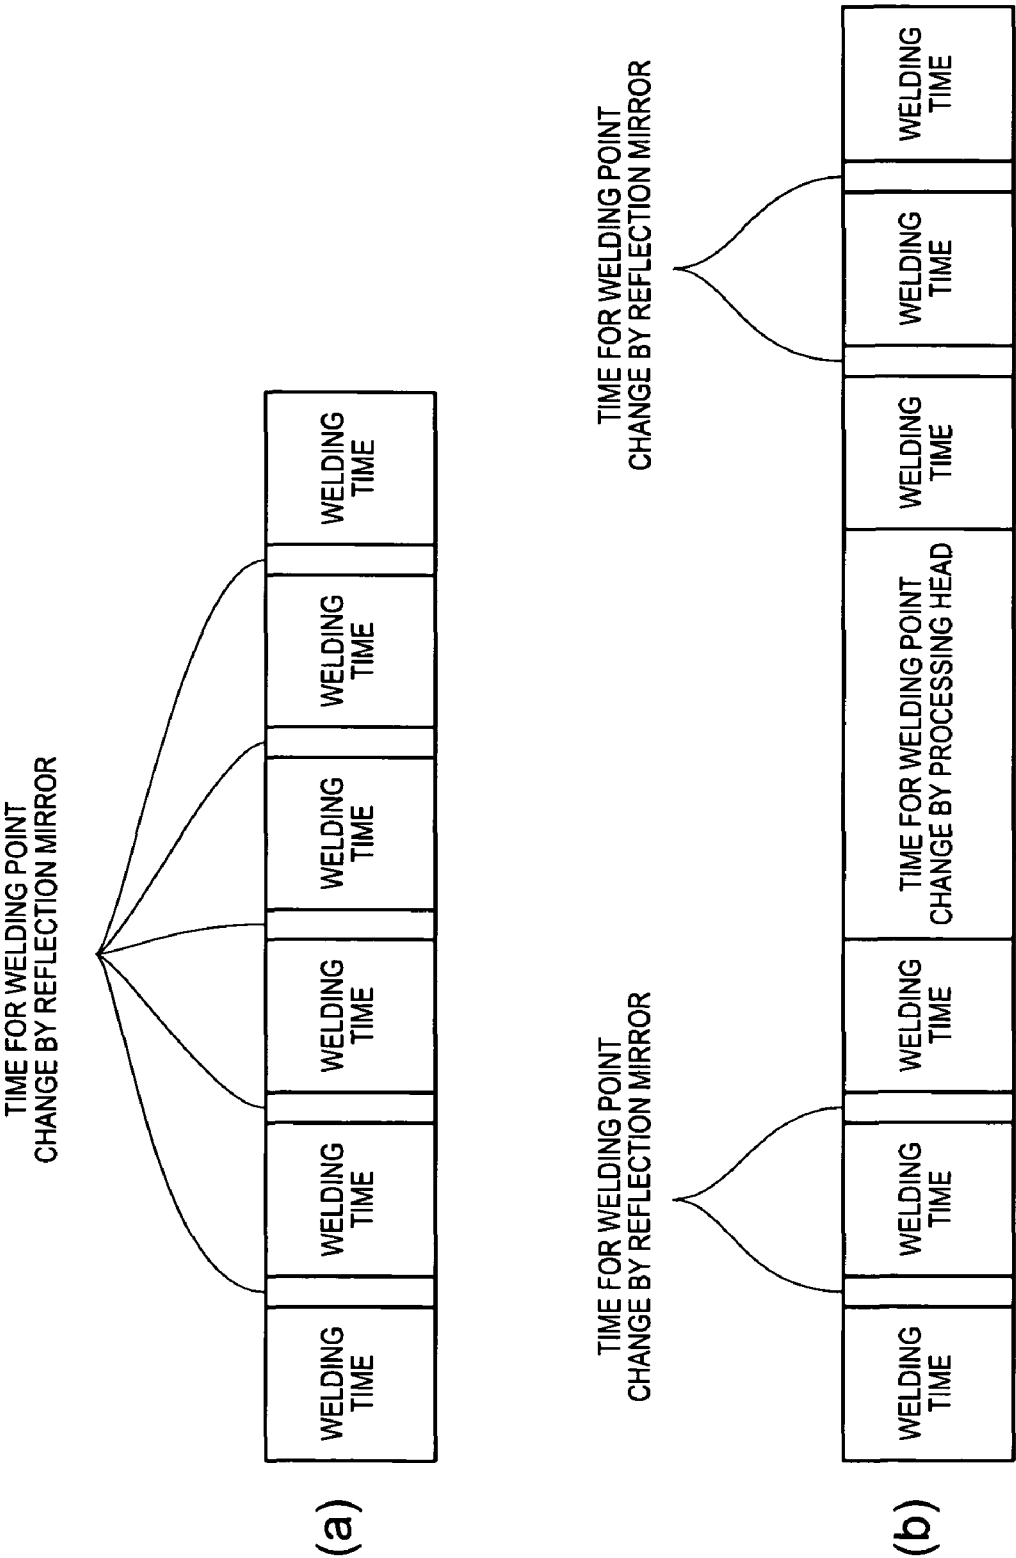 TIME FOR WELDING POINT
CHANGE BY REFLECTION MIRROR
(a)
WELDING
TIME
WELDING
TIME
WELDING
TIME
WELDING
TIME
WELDING
TIME
WELDING
TIME
TIME FOR WELDING POINT
CHANGE BY REFLECTION MIRROR
TIME FOR WELDING POINT
CHANGE BY REFLECTION MIRROR
(b)
WELDING
TIME
WELDING
TIME
WELDING
TIME
TIME FOR WELDING POINT
CHANGE BY PROCESSING HEAD
WELDING
TIME
WELDING
TIME
WELDING
TIME